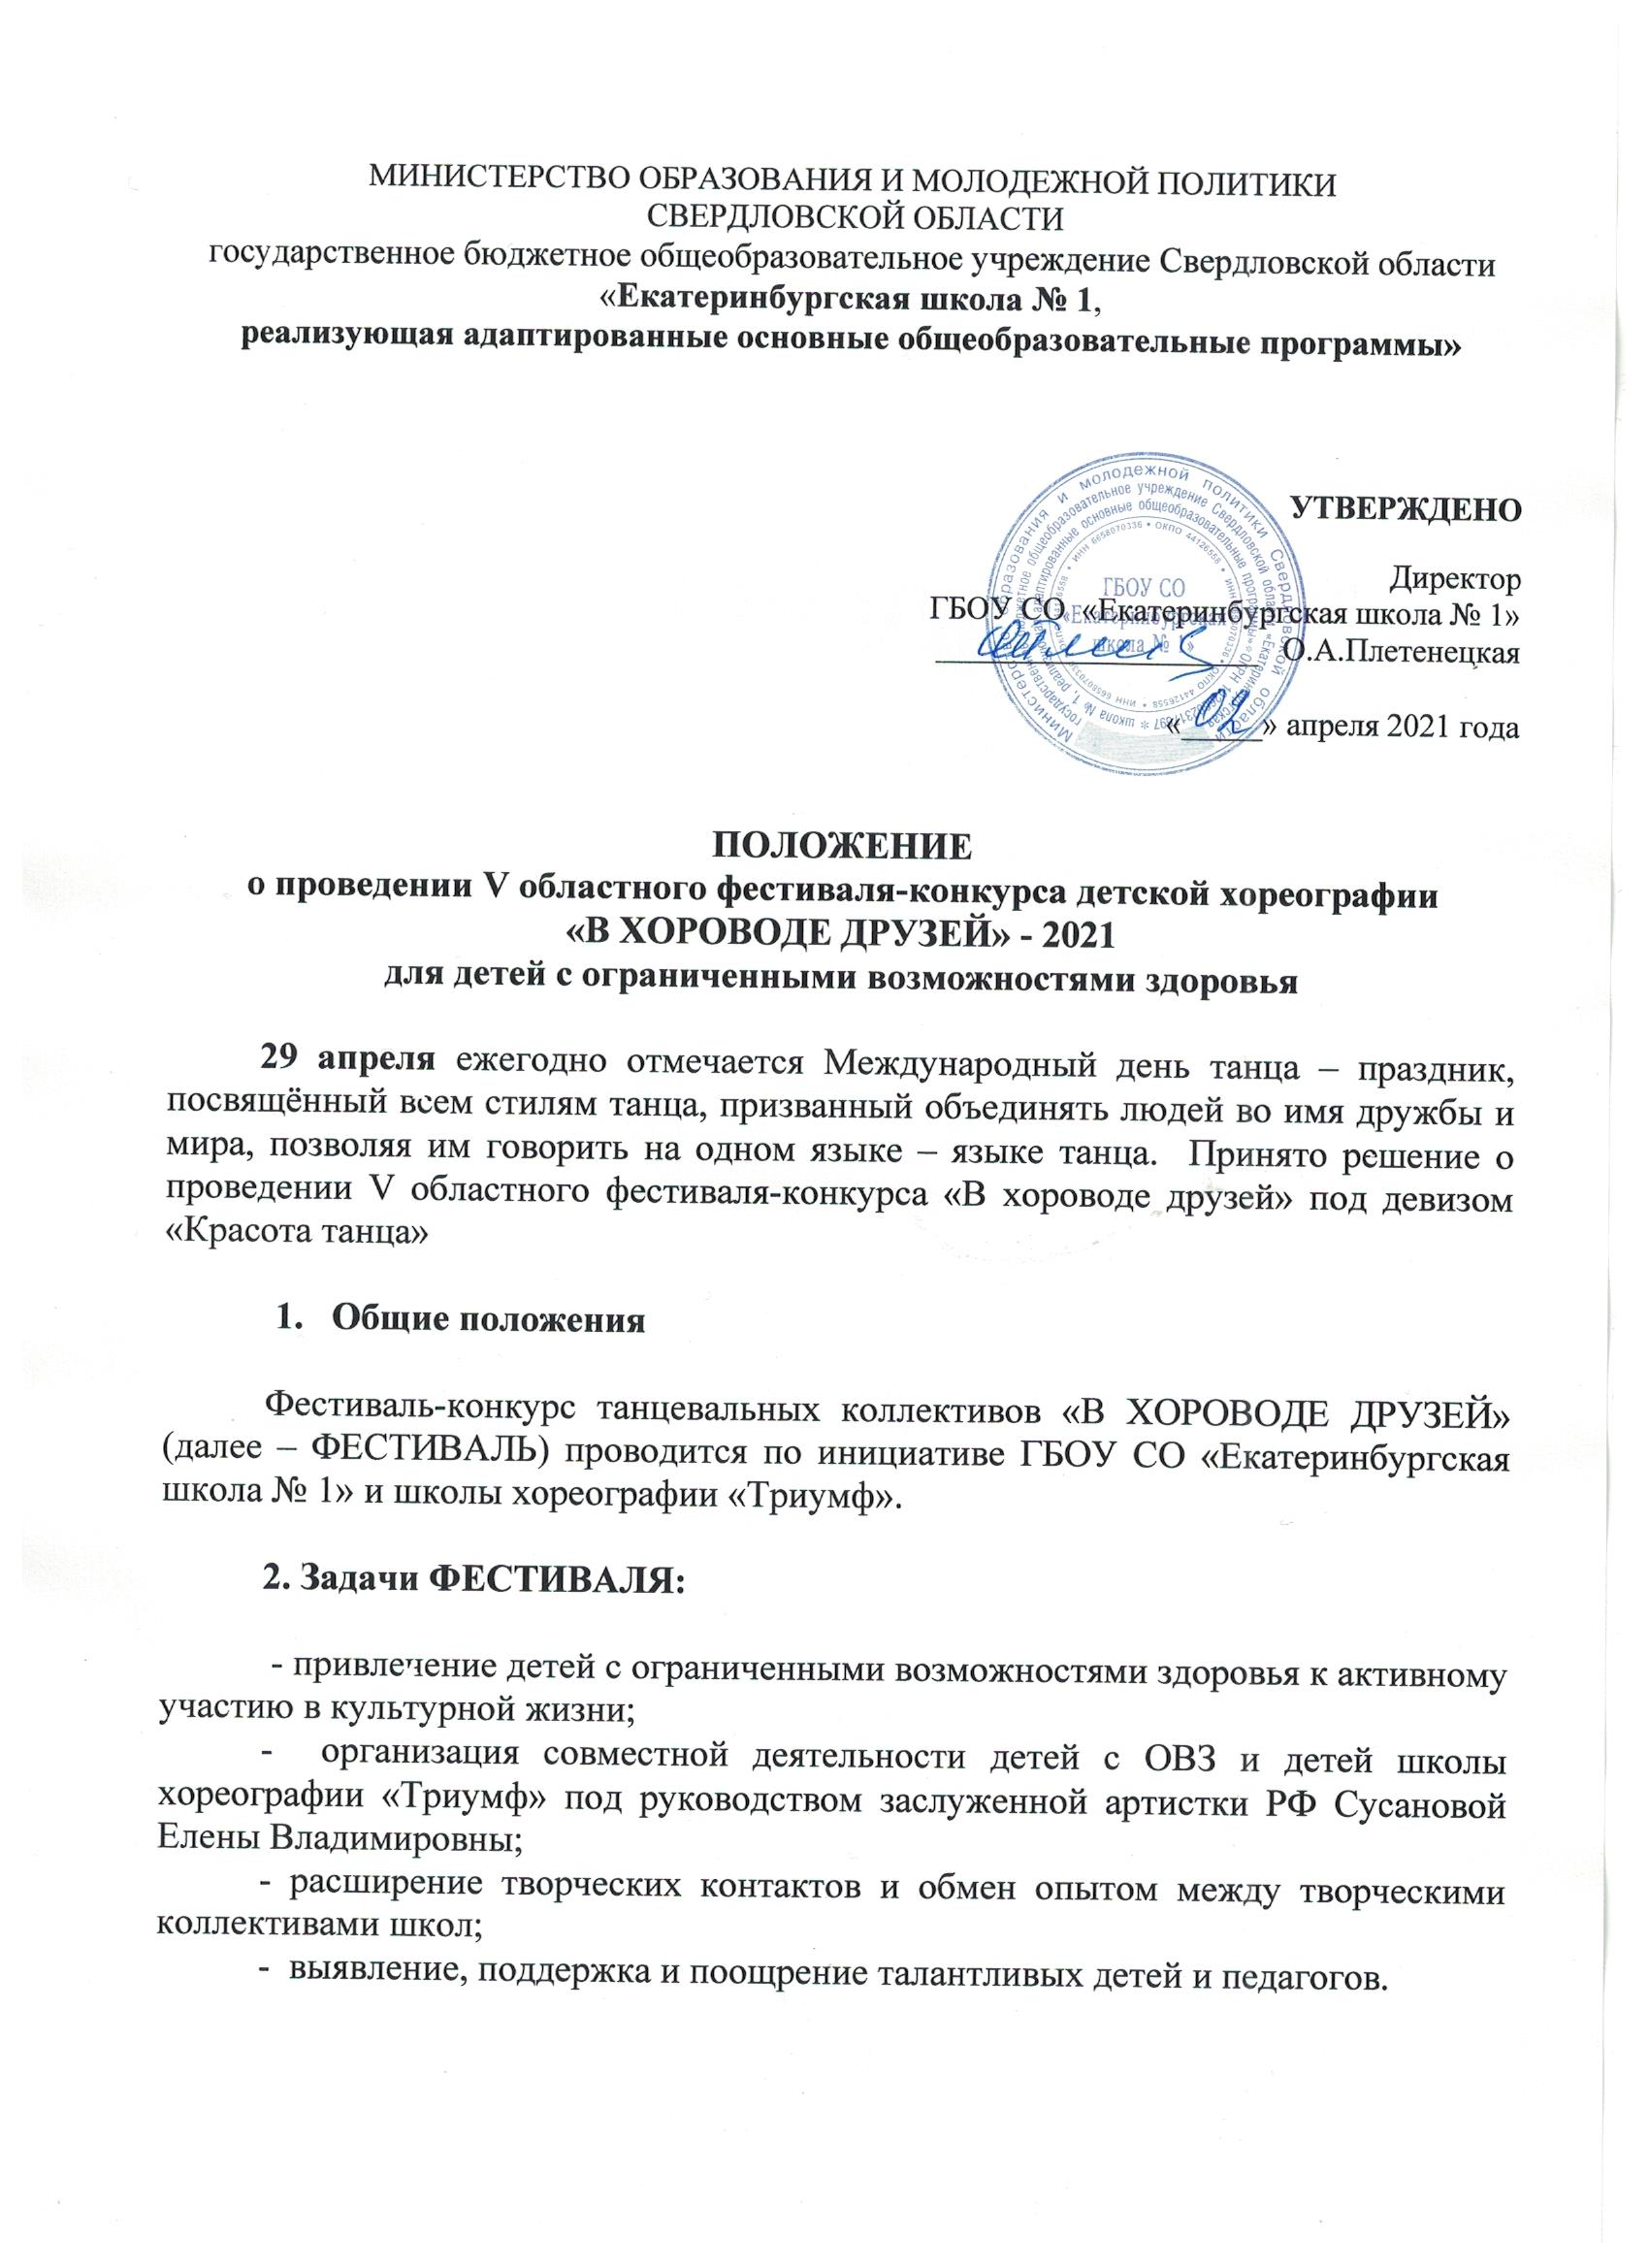 МИНИСТЕРСТВО ОБРАЗОВАНИЯ И МОЛОДЕЖНОЙ ПОЛИТИКИ
СВЕРДЛОВСКОЙ ОБЛАСТИ
государственное бюджетное общеобразовательное учреждение Свердловской области
«Екатеринбургская школа № 1,
реализующая адаптированные основные общеобразовательные программы»
УТВЕРЖДЕНО
Директор
ГБОУ СО «Екатеринбургская школа № 1»
О.А.Плетенецкая
«02» апреля 2021 года
ГБОУ СО
«Екатеринбургская
школа № 1»
ПОЛОЖЕНИЕ
о проведении V областного фестиваля-конкурса детской хореографии
«В ХОРОВОДЕ ДРУЗЕЙ» - 2021
для детей с ограниченными возможностями здоровья
29 апреля ежегодно отмечается Международный день танца – праздник,
посвящённый всем стилям танца, призванный объединять людей во имя дружбы и
мира, позволяя им говорить на одном языке – языке танца. Принято решение о
проведении V областного фестиваля-конкурса «В хороводе друзей» под девизом
«Красота танца»
1. Общие положения
Фестиваль-конкурс танцевальных коллективов «В ХОРОВОДЕ ДРУЗЕЙ»
(далее – ФЕСТИВАЛЬ) проводится по инициативе ГБОУ СО «Екатеринбургская
школа № 1» и школы хореографии «Триумф».
2. Задачи ФЕСТИВАЛЯ:
- привлечение детей с ограниченными возможностями здоровья к активному
участию в культурной жизни;
- организация совместной деятельности детей с ОВЗ и детей школы
хореографии «Триумф» под руководством заслуженной артистки РФ Сусановой
Елены Владимировны;
- расширение творческих контактов и обмен опытом между творческими
коллективами школ;
- выявление, поддержка и поощрение талантливых детей и педагогов.